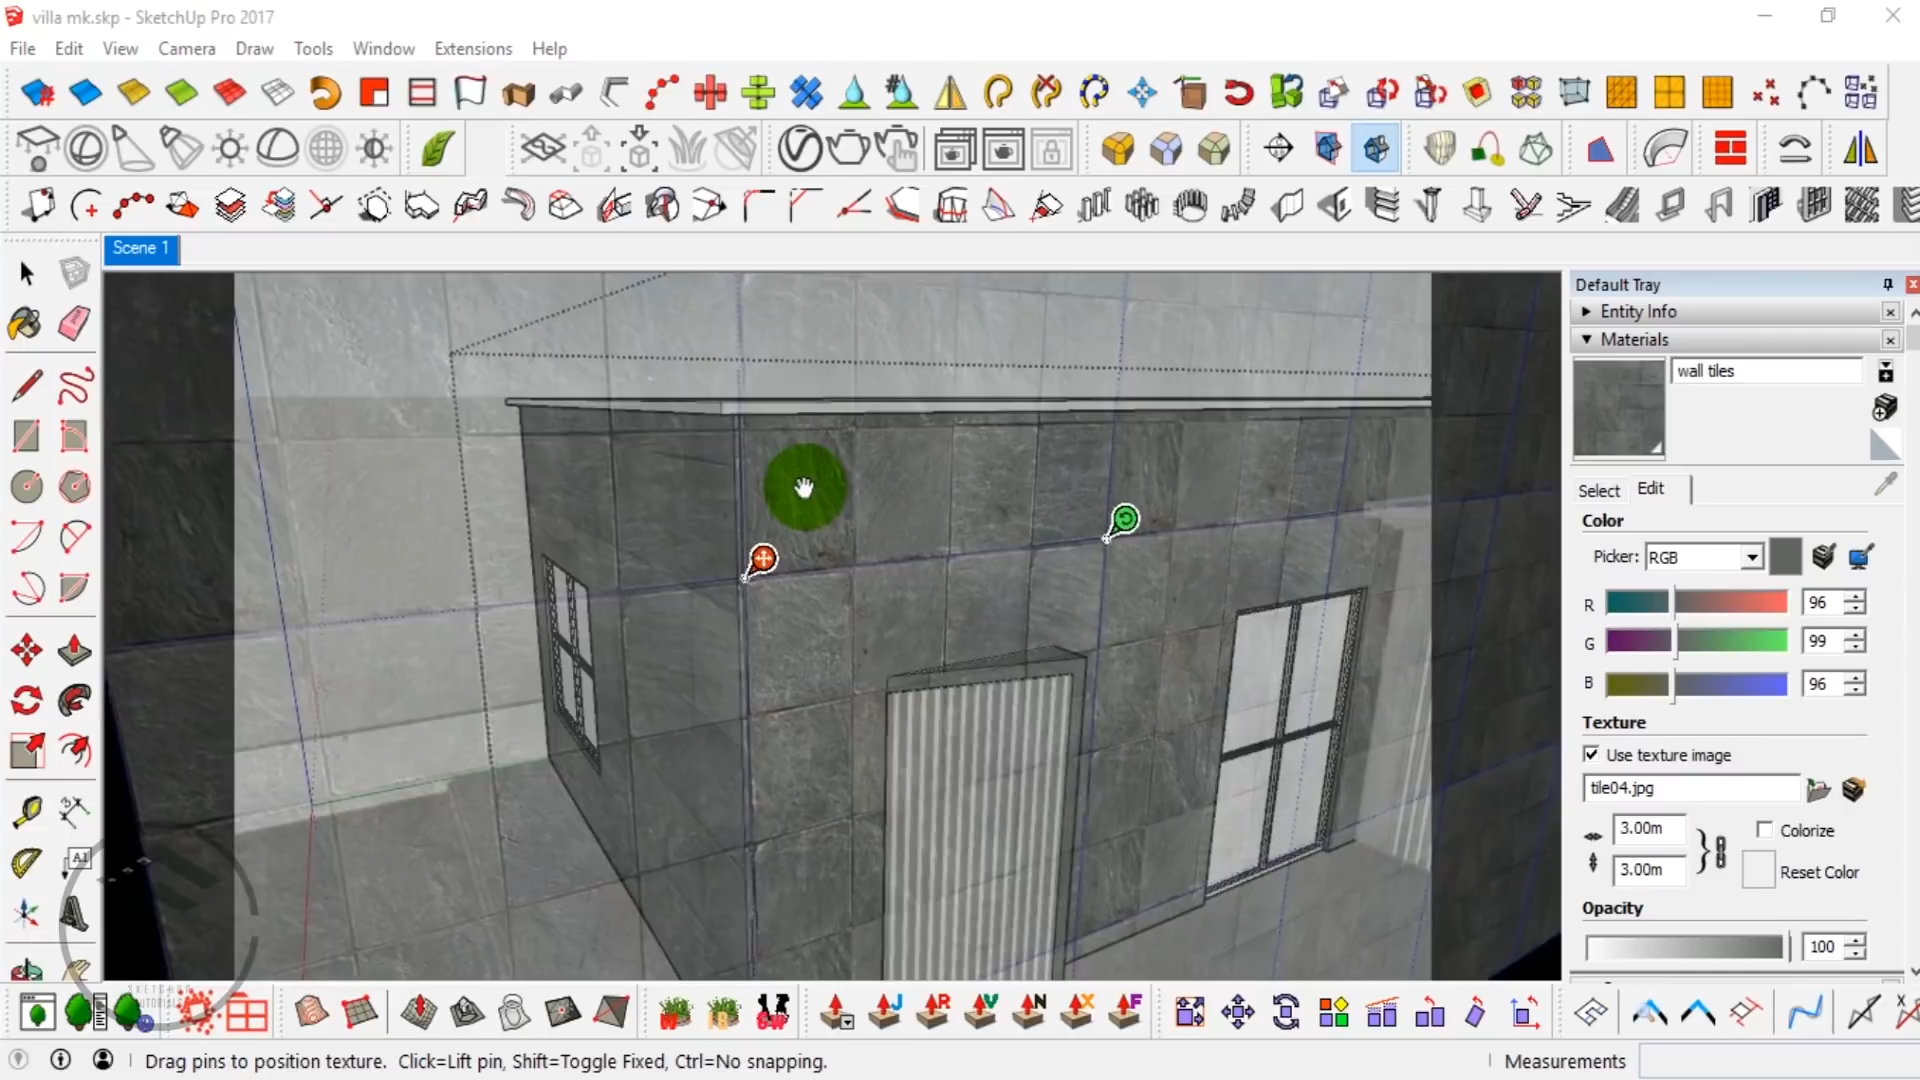 villa mk.skp - SketchUp Pro 2017
File Edit View Camera Draw Tools Window Extensions Help
Scene 1
Default Tray
Entity Info
Materials
wall tiles
Select Edit
Color
Picker: RGB
R 96
G 99
B 96
Texture
Use texture image
tile04.jpg
3.00m
Colorize
3.00m
Reset Color
Opacity
100
A1
SKETCHUP
TUTORIALS
J R V N X F
Drag pins to position texture. Click=Lift pin, Shift=Toggle Fixed, Ctrl=No snapping.
Measurements